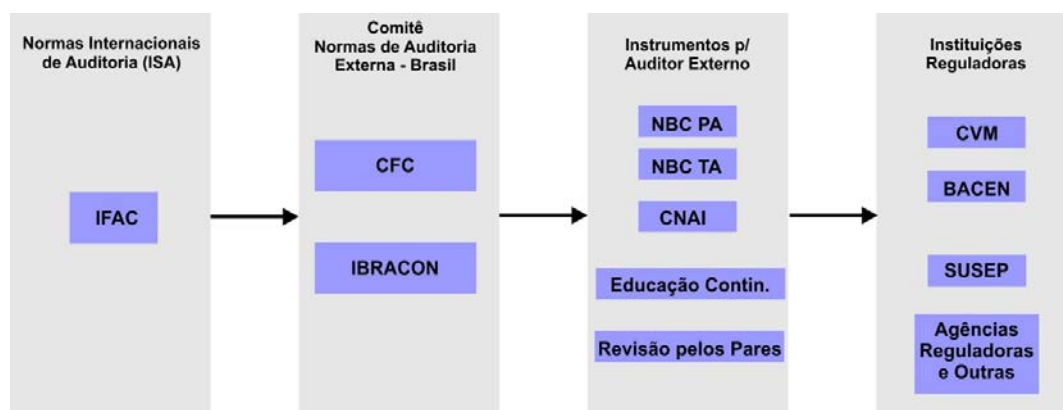 Normas Internacionais
de Auditoria (ISA)
IFAC
Comitê
Normas de Auditoria
Externa - Brasil
CFC
IBRACON
Instrumentos p/
Auditor Externo
NBC PA
NBC TA
CNAI
Educação Contin.
Revisão pelos Pares
Instituições
Reguladoras
CVM
BACEN
SUSEP
Agências
Reguladoras
e Outras